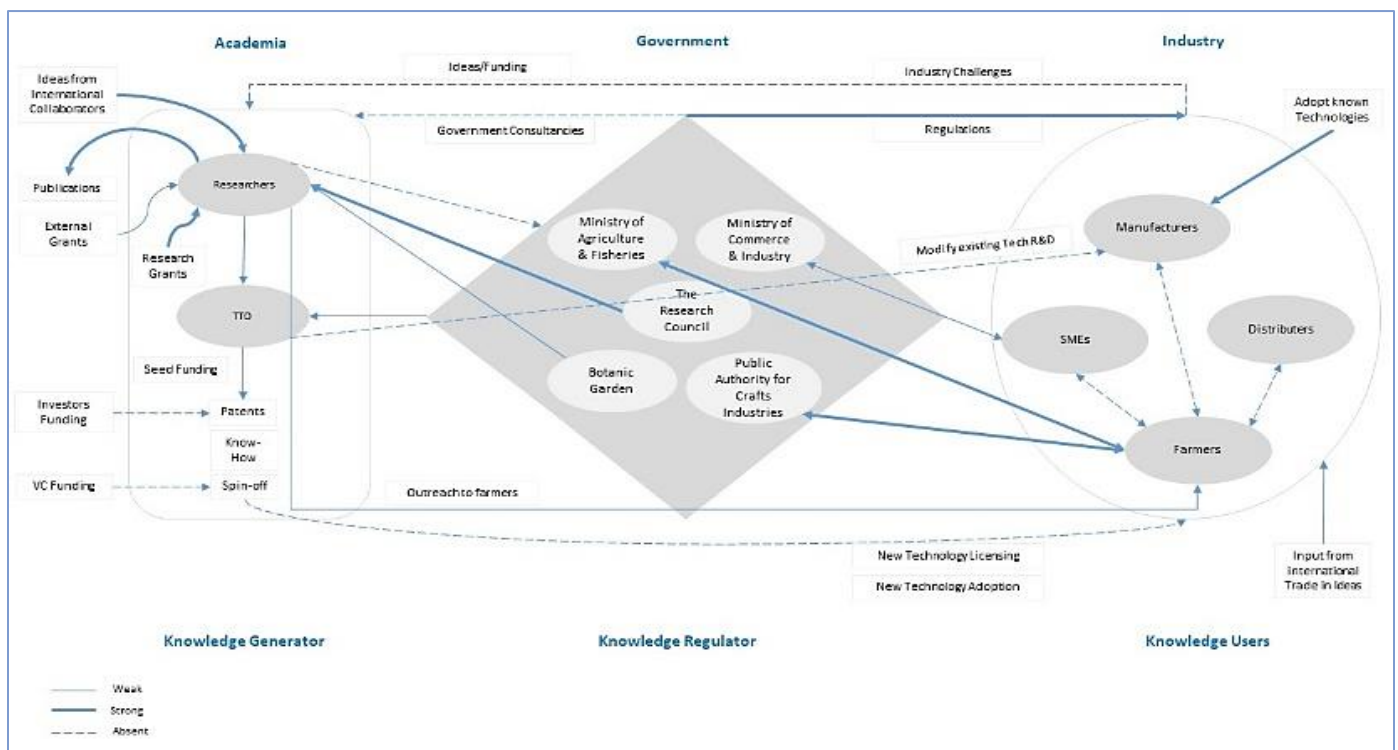 Academia
Government
Industry
Ideas/Funding
Industry Challenges
Ideas from
International
Collaborators
Adopt known
Technologies
Government Consultancies
Regulations
Publications
Researchers
External
Grants
Research
Grants
Ministry of
Agriculture
& Fisheries
Ministry of
Commerce
& Industry
Modify existing Tech R&D
Manufacturers
The
Research
Council
TTO
SMEs
Distributers
Seed Funding
Botanic
Garden
Public
Authority for
Crafts
Industries
Investors
Funding
Patents
Know-
How
Farmers
VC Funding
Spin-off
Outreach to farmers
New Technology Licensing
New Technology Adoption
Input from
International
Trade in Ideas
Knowledge Generator
Knowledge Regulator
Knowledge Users
Weak
Strong
Absent